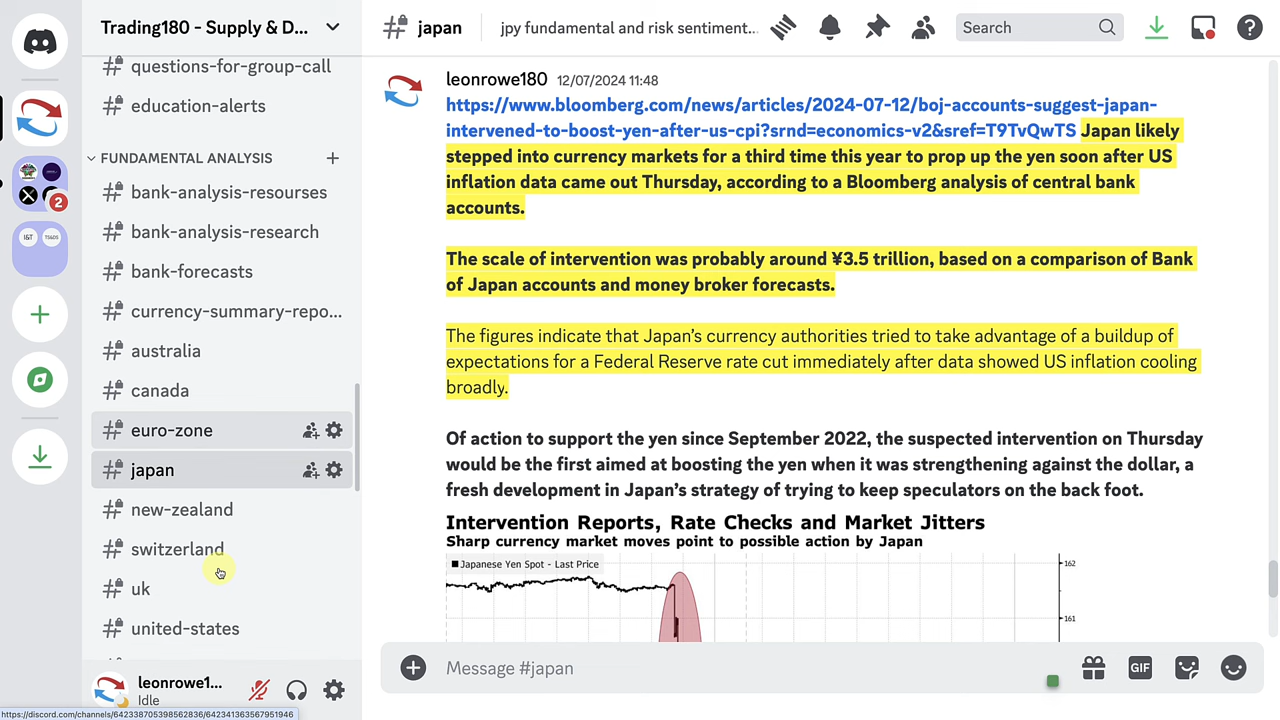 Trading180 - Supply & D...
questions-for-group-call
education-alerts
FUNDAMENTAL ANALYSIS
bank-analysis-resourses
bank-analysis-research
bank-forecasts
currency-summary-repo...
australia
canada
euro-zone
japan
new-zealand
switzerland
uk
united-states
leonrowe1...
Idle
2
I&T
https://discord.com/channels/642338705398562836/642341363567951946
japan
jpy fundamental and risk sentiment...
Search
leonrowe180 12/07/2024 11:48
https://www.bloomberg.com/news/articles/2024-07-12/boj-accounts-suggest-japan-
intervened-to-boost-yen-after-us-cpi?srnd=economics-v2&sref=T9TvQwTS Japan likely
stepped into currency markets for a third time this year to prop up the yen soon after US
inflation data came out Thursday, according to a Bloomberg analysis of central bank
accounts.
The scale of intervention was probably around ¥3.5 trillion, based on a comparison of Bank
of Japan accounts and money broker forecasts.
The figures indicate that Japan's currency authorities tried to take advantage of a buildup of
expectations for a Federal Reserve rate cut immediately after data showed US inflation cooling
broadly.
Of action to support the yen since September 2022, the suspected intervention on Thursday
would be the first aimed at boosting the yen when it was strengthening against the dollar, a
fresh development in Japan's strategy of trying to keep speculators on the back foot.
Intervention Reports, Rate Checks and Market Jitters
Sharp currency market moves point to possible action by Japan
Japanese Yen Spot - Last Price
162
161
Message #japan
GIF